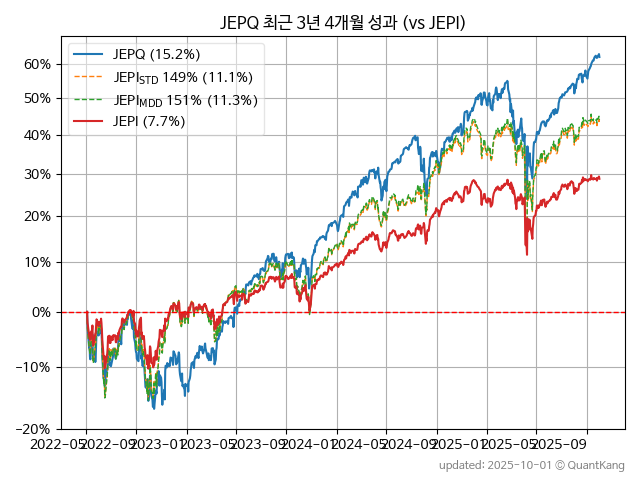 JEPQ 최근 3년 4개월 성과 (vs JEPI)
JEPQ (15.2%)
JEPI_STD 149% (11.1%)
JEPI_MDD 151% (11.3%)
JEPI (7.7%)
60%
50%
40%
30%
20%
10%
0%
−10%
−20%
2022-05 2022-09 2023-01 2023-05 2023-09 2024-01 2024-05 2024-09 2025-01 2025-05 2025-09
updated: 2025-10-01 © QuantKang